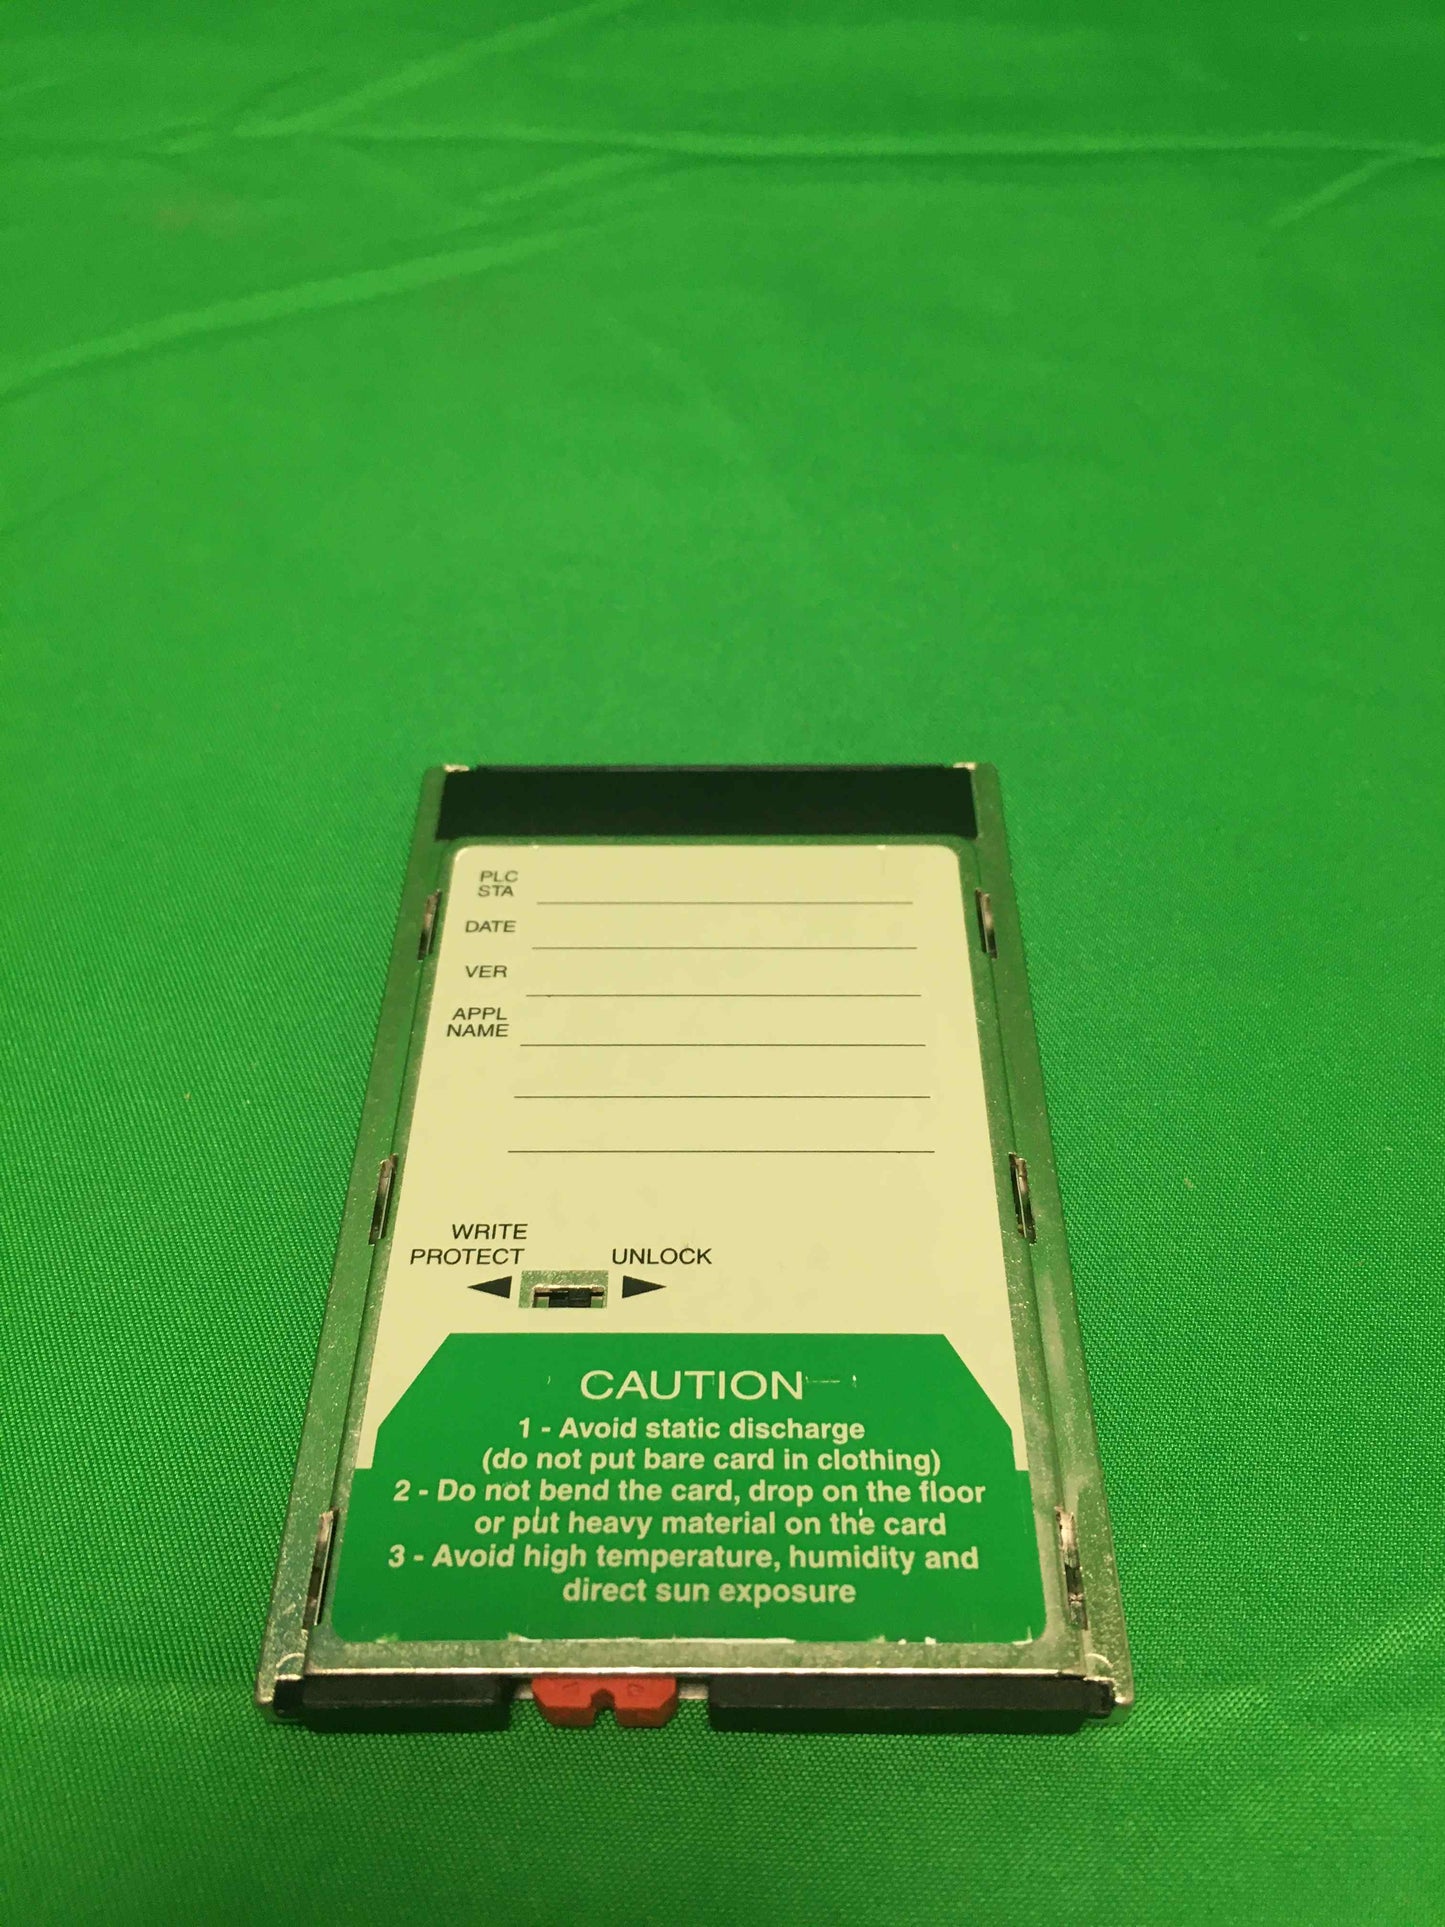 PLC
STA
DATE
VER
APPL
NAME
WRITE
PROTECT UNLOCK
CAUTION
1 - Avoid static discharge
(do not put bare card in clothing)
2 - Do not bend the card, drop on the floor
or put heavy material on the card
3 - Avoid high temperature, humidity and
direct sun exposure